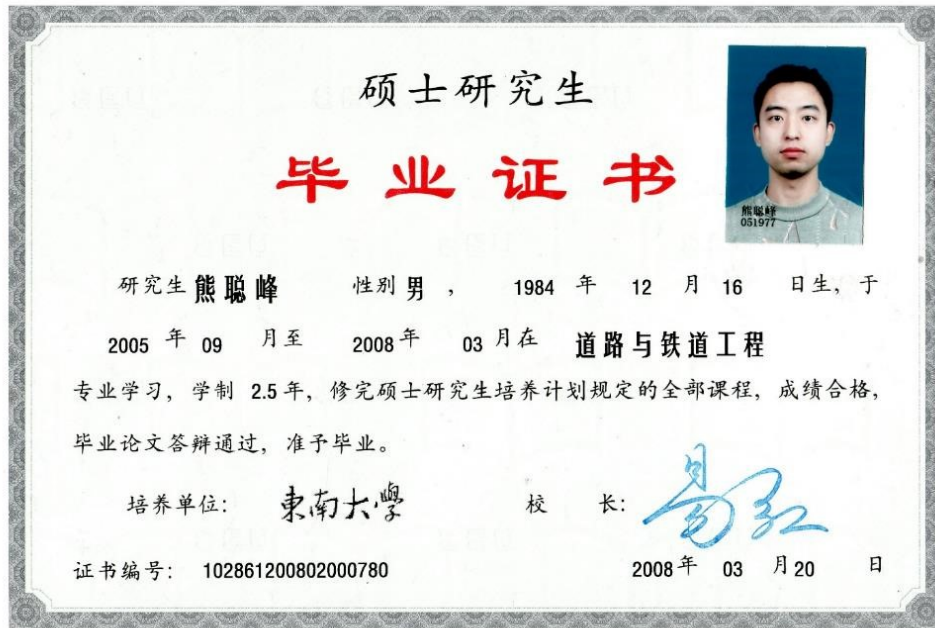 硕士研究生
毕业证书
熊聪峰
051977
研究生 熊聪峰 性别 男 ， 1984 年 12 月 16 日生，于
2005 年 09 月至 2008 年 03 月在 道路与铁道工程
专业学习，学制 2.5 年，修完硕士研究生培养计划规定的全部课程，成绩合格，
毕业论文答辩通过，准予毕业。
培养单位： 東南大學 校 长： 易红
证书编号： 102861200802000780 2008 年 03 月 20 日